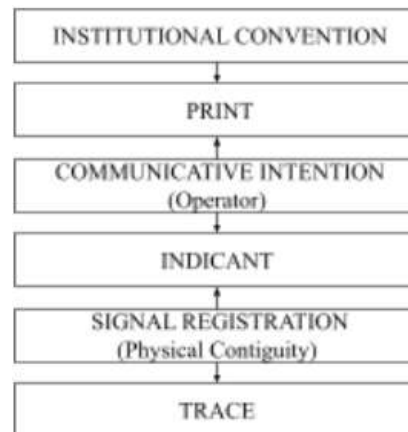 INSTITUTIONAL CONVENTION
PRINT
COMMUNICATIVE INTENTION
(Operator)
INDICANT
SIGNAL REGISTRATION
(Physical Contiguity)
TRACE